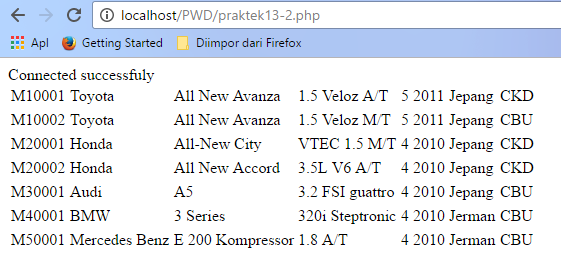 localhost/PWD/praktek13-2.php
Apl Getting Started Diimpor dari Firefox
Connected successfuly
M10001 Toyota All New Avanza 1.5 Veloz A/T 5 2011 Jepang CKD
M10002 Toyota All New Avanza 1.5 Veloz M/T 5 2011 Jepang CBU
M20001 Honda All-New City VTEC 1.5 M/T 4 2010 Jepang CKD
M20002 Honda All New Accord 3.5L V6 A/T 4 2010 Jepang CKD
M30001 Audi A5 3.2 FSI guattro 4 2010 Jepang CBU
M40001 BMW 3 Series 320i Steptronic 4 2010 Jerman CBU
M50001 Mercedes Benz E 200 Kompressor 1.8 A/T 4 2010 Jerman CBU